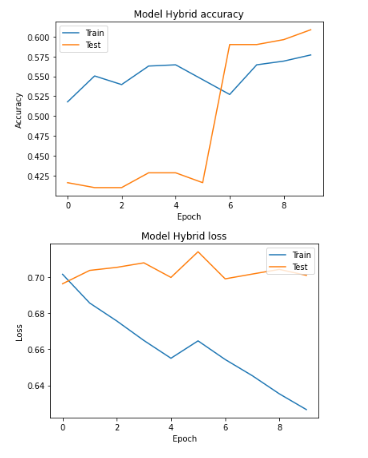 Model Hybrid accuracy
Train
Test
0.600
0.575
0.550
0.525
0.500
0.475
0.450
0.425
Accuracy
0 2 4 6 8
Epoch
Model Hybrid loss
Train
Test
0.70
0.68
0.66
0.64
Loss
0 2 4 6 8
Epoch